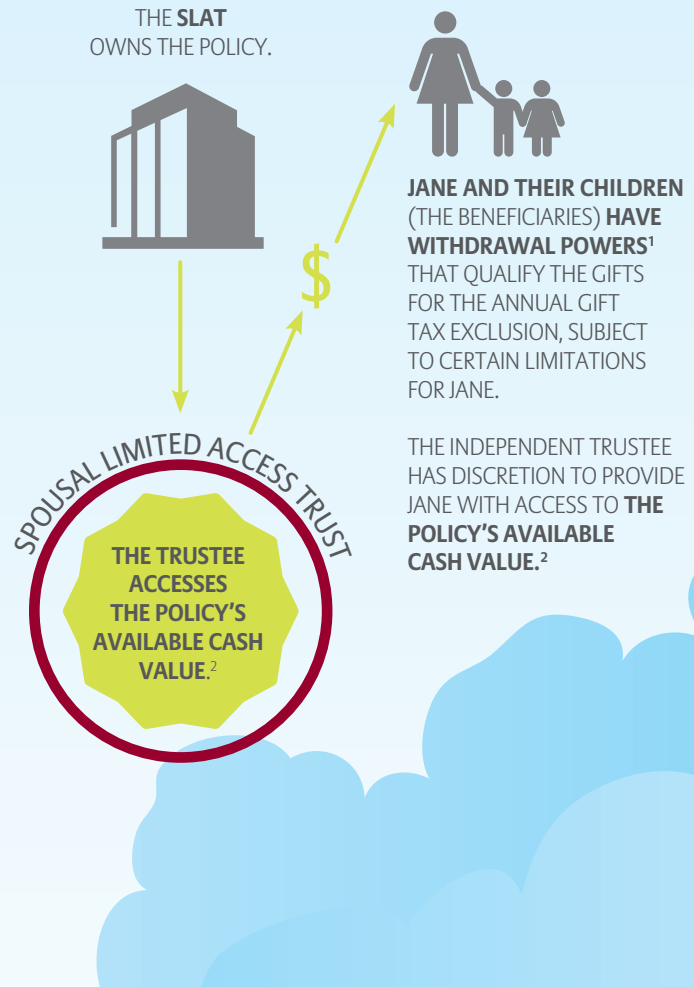 THE SLAT
OWNS THE POLICY.
$
JANE AND THEIR CHILDREN
(THE BENEFICIARIES) HAVE
WITHDRAWAL POWERS¹
THAT QUALIFY THE GIFTS
FOR THE ANNUAL GIFT
TAX EXCLUSION, SUBJECT
TO CERTAIN LIMITATIONS
FOR JANE.
THE INDEPENDENT TRUSTEE
HAS DISCRETION TO PROVIDE
JANE WITH ACCESS TO THE
POLICY’S AVAILABLE
CASH VALUE.²
SPOUSAL LIMITED ACCESS TRUST
THE TRUSTEE
ACCESSES
THE POLICY’S
AVAILABLE CASH
VALUE.²